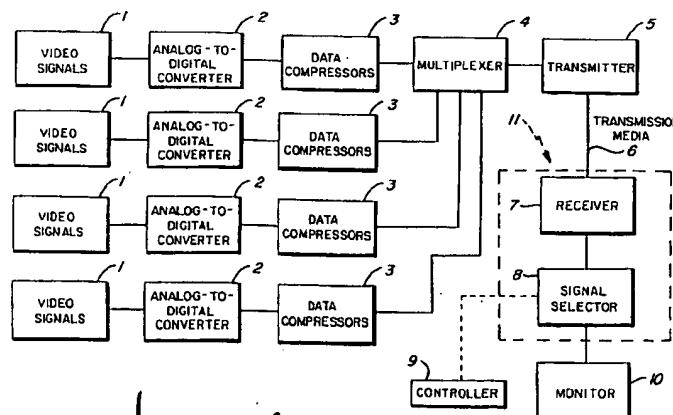 1 2 3 4 5
VIDEO
SIGNALS
ANALOG-TO-
DIGITAL
CONVERTER
DATA
COMPRESSORS
MULTIPLEXER
TRANSMITTER
1 2 3
VIDEO
SIGNALS
ANALOG-TO-
DIGITAL
CONVERTER
DATA
COMPRESSORS
11
TRANSMISSION
MEDIA
6
1 2 3
VIDEO
SIGNALS
ANALOG-TO-
DIGITAL
CONVERTER
DATA
COMPRESSORS
7
RECEIVER
1 2 3
VIDEO
SIGNALS
ANALOG-TO-
DIGITAL
CONVERTER
DATA
COMPRESSORS
8
SIGNAL
SELECTOR
9
CONTROLLER
MONITOR
10